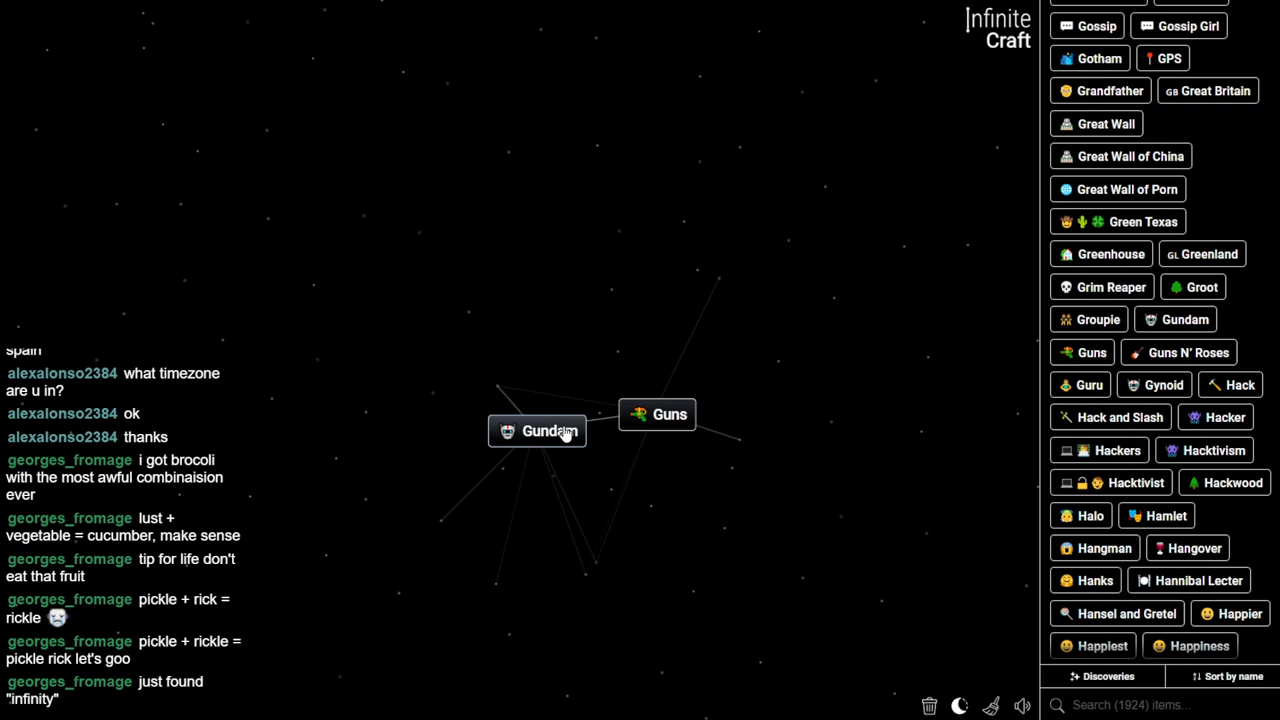 Infinite
Craft
spain
alexalonso2384 what timezone
are u in?
alexalonso2384 ok
alexalonso2384 thanks
georges_fromage i got brocoli
with the most awful combinaision
ever
georges_fromage lust +
vegetable = cucumber, make sense
georges_fromage tip for life don't
eat that fruit
georges_fromage pickle + rick =
rickle
georges_fromage pickle + rickle =
pickle rick let's goo
georges_fromage just found
"infinity"
Gundam
Guns
Gossip Gossip Girl
Gotham GPS
Grandfather GB Great Britain
Great Wall
Great Wall of China
Great Wall of Porn
Green Texas
Greenhouse GL Greenland
Grim Reaper Groot
Groupie Gundam
Guns Guns N' Roses
Guru Gynoid Hack
Hack and Slash Hacker
Hackers Hacktivism
Hacktivist Hackwood
Halo Hamlet
Hangman Hangover
Hanks Hannibal Lecter
Hansel and Gretel Happier
Happiest Happiness
Discoveries Sort by name
Search (1924) items...